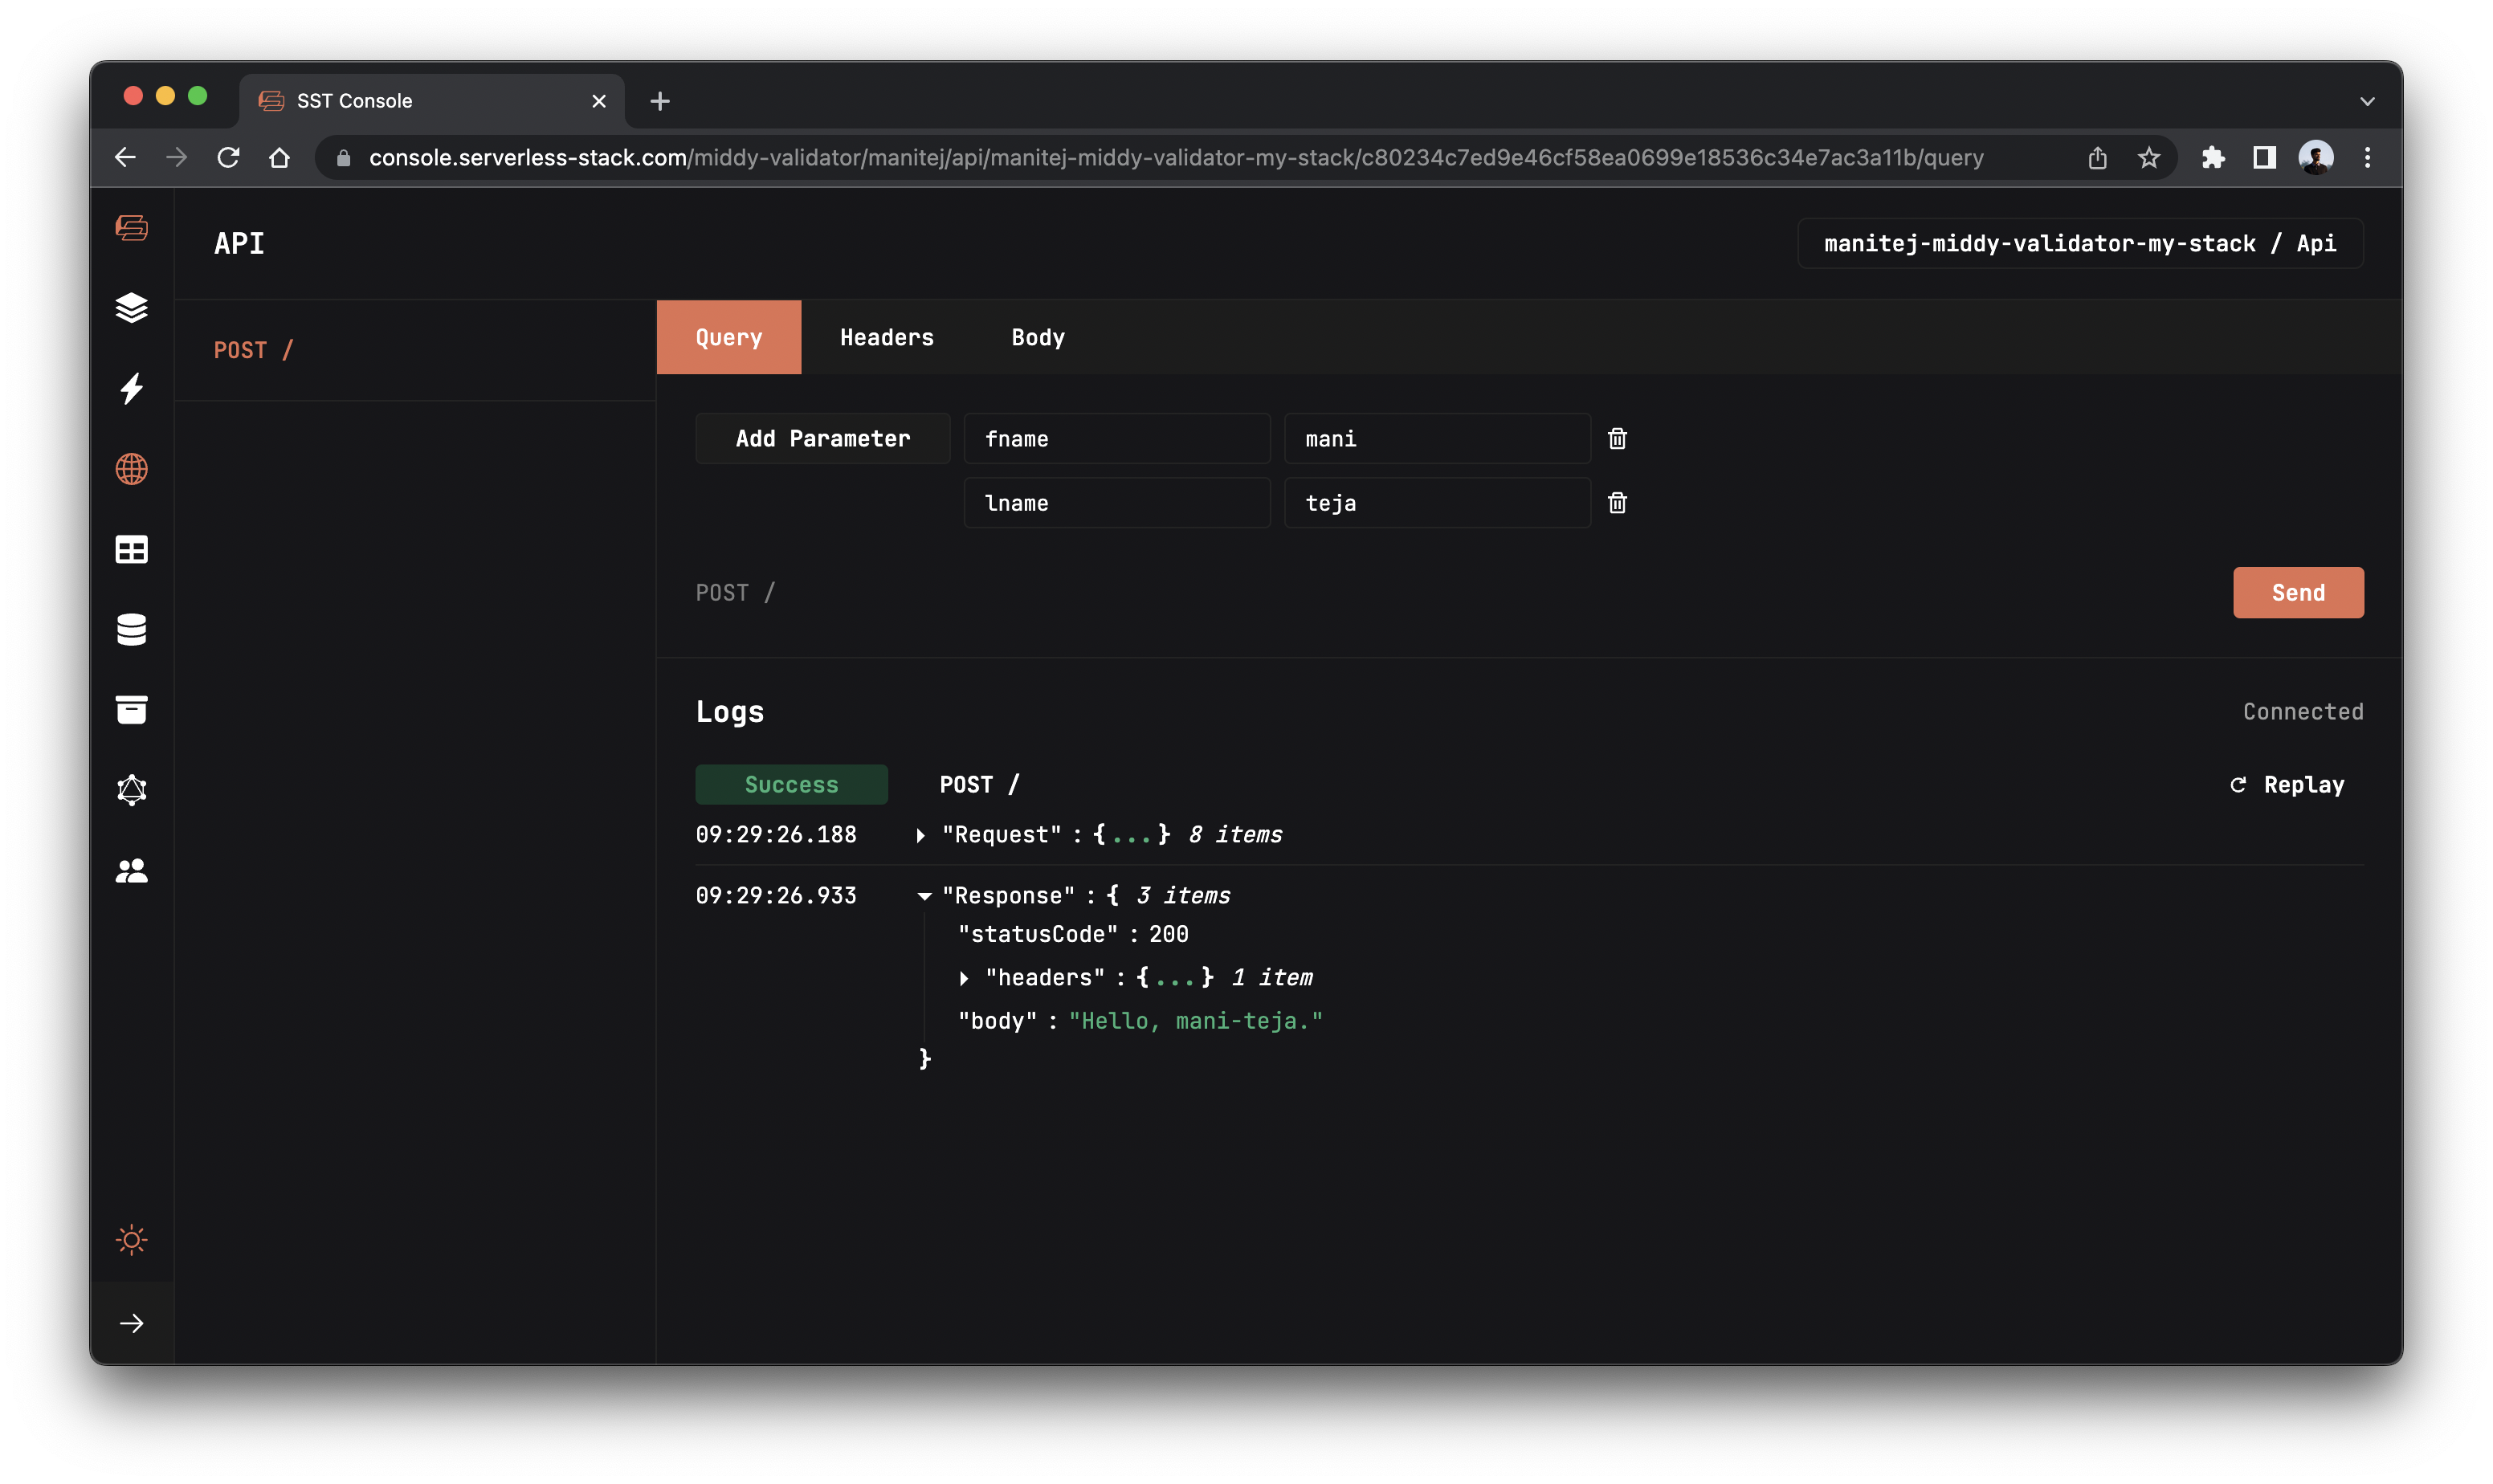 SST Console
console.serverless-stack.com/middy-validator/manitej/api/manitej-middy-validator-my-stack/c80234c7ed9e46cf58ea0699e18536c34e7ac3a11b/query
API
manitej-middy-validator-my-stack / Api
POST /
Query Headers Body
Add Parameter fname mani
lname teja
POST /
Send
Logs
Connected
Success POST / Replay
09:29:26.188 "Request" : {...} 8 items
09:29:26.933 "Response" : { 3 items
"statusCode" : 200
"headers" : {...} 1 item
"body" : "Hello, mani-teja."
}